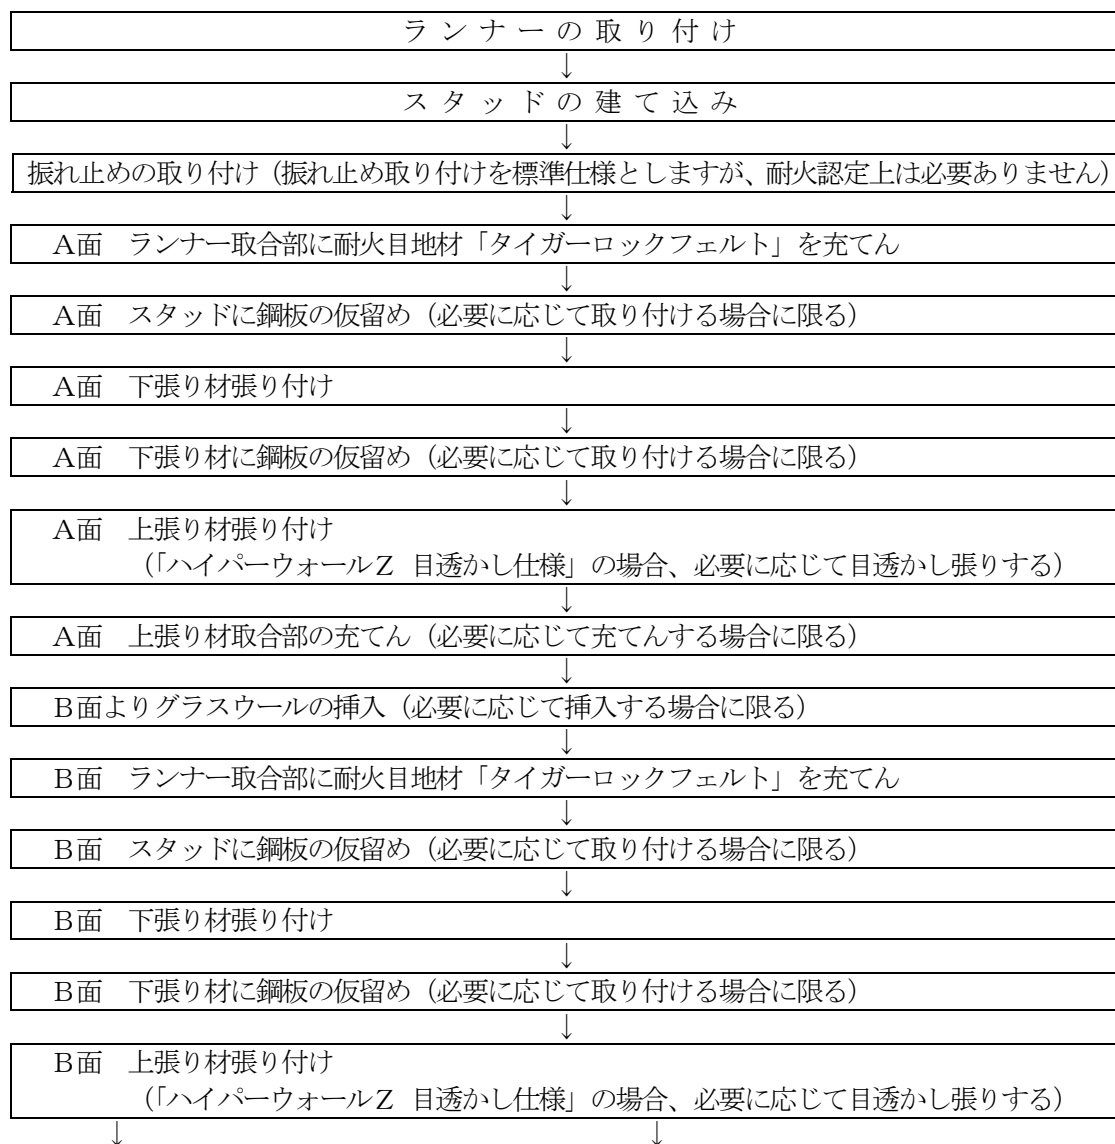 ランナーの取り付け
↓
スタッドの建て込み
↓
振れ止めの取り付け（振れ止め取り付けを標準仕様としますが、耐火認定上は必要ありません）
↓
A面　ランナー取合部に耐火目地材「タイガーロックフェルト」を充てん
↓
A面　スタッドに鋼板の仮留め（必要に応じて取り付ける場合に限る）
↓
A面　下張り材張り付け
↓
A面　下張り材に鋼板の仮留め（必要に応じて取り付ける場合に限る）
↓
A面　上張り材張り付け
（「ハイパーウォールZ　目透かし仕様」の場合、必要に応じて目透かし張りする）
↓
A面　上張り材取合部の充てん（必要に応じて充てんする場合に限る）
↓
B面よりグラスウールの挿入（必要に応じて挿入する場合に限る）
↓
B面　ランナー取合部に耐火目地材「タイガーロックフェルト」を充てん
↓
B面　スタッドに鋼板の仮留め（必要に応じて取り付ける場合に限る）
↓
B面　下張り材張り付け
↓
B面　下張り材に鋼板の仮留め（必要に応じて取り付ける場合に限る）
↓
B面　上張り材張り付け
（「ハイパーウォールZ　目透かし仕様」の場合、必要に応じて目透かし張りする）
↓　↓